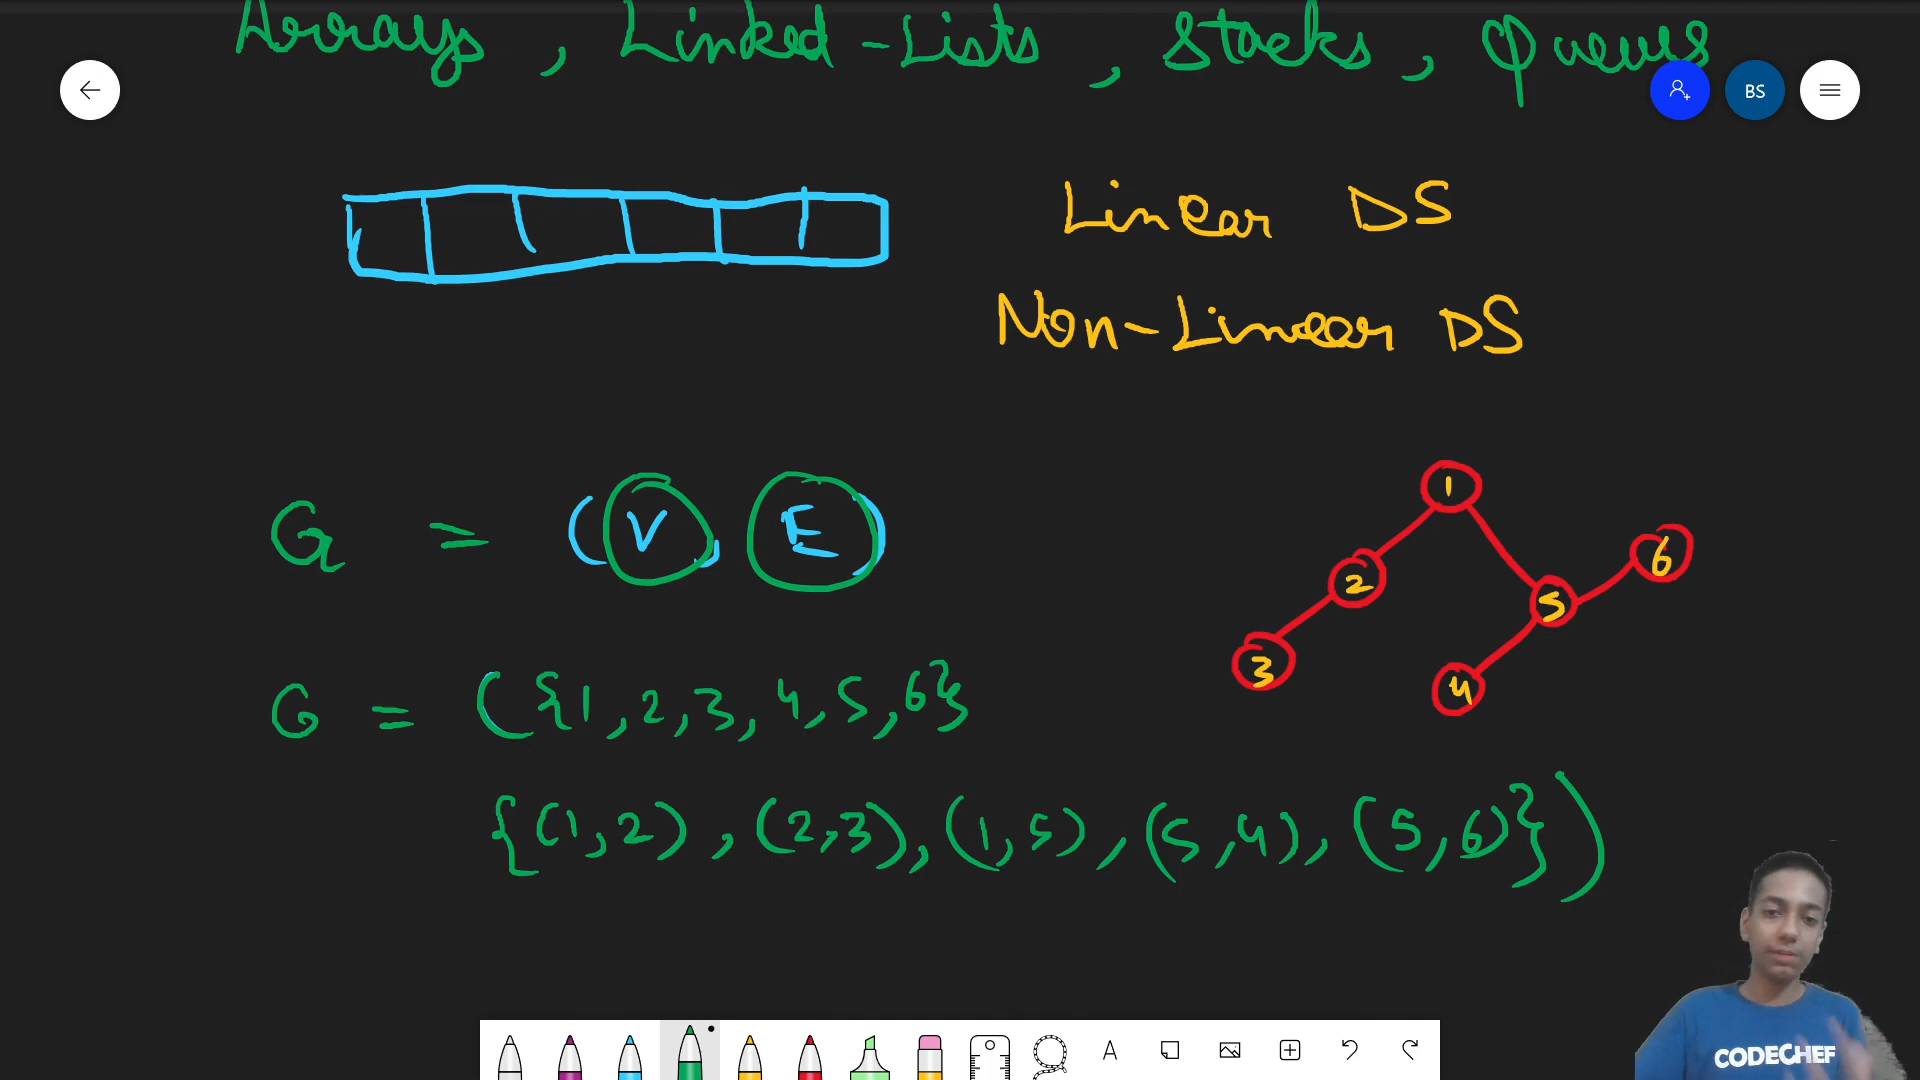 Arrays , Linked-Lists , Stacks , Queues
BS
Linear DS
Non-Linear DS
G = (V, E)
1
2
3
4
5
6
G = ({1,2,3,4,5,6}
{(1,2), (2,3), (1,5), (5,4), (5,6)})
CODECHEF
A